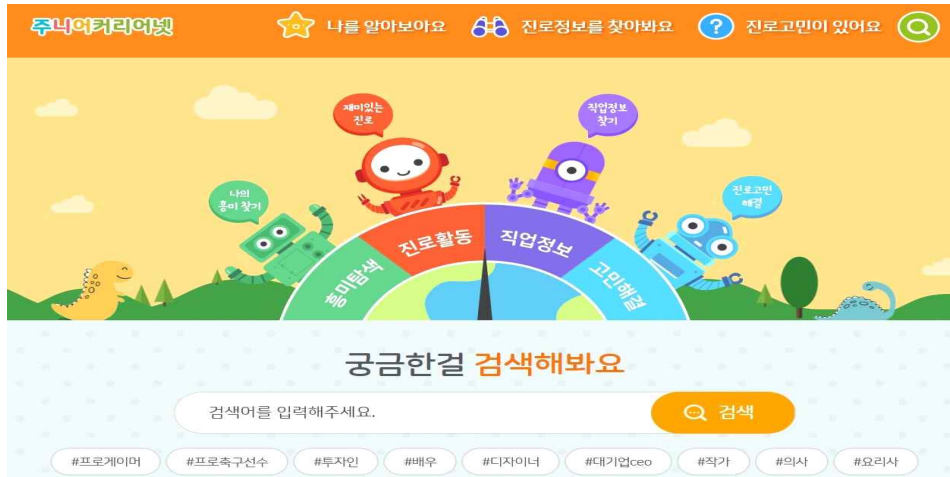 주니어커리어넷
나를 알아보아요
진로정보를 찾아봐요
? 진로고민이 있어요
재미있는
진로
직업정보
찾기
나의
흥미 찾기
진로고민
해결
흥미탐색
진로활동
직업정보
고민해결
궁금한걸 검색해봐요
검색어를 입력해주세요.
검색
#프로게이머 #프로축구선수 #투자인 #배우 #디자이너 #대기업ceo #작가 #의사 #요리사